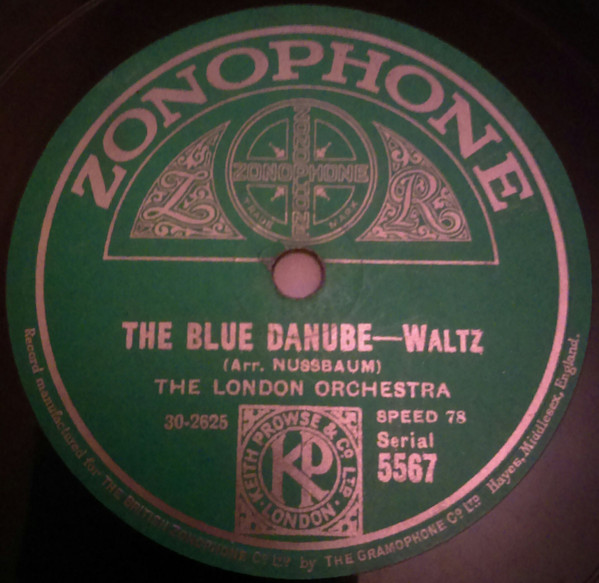 ZONOPHONE
Z
ZONOPHONE
ZONOPHONE
TRADE MARK
R
THE BLUE DANUBE—WALTZ
(Arr. NUSSBAUM)
THE LONDON ORCHESTRA
30-2625
SPEED 78
Serial
5567
KEITH PROWSE & CO LTD
KP
· LONDON ·
Record manufactured for THE BRITISH ZONOPHONE Co LTD by THE GRAMOPHONE Co LTD Hayes, Middlesex, England.